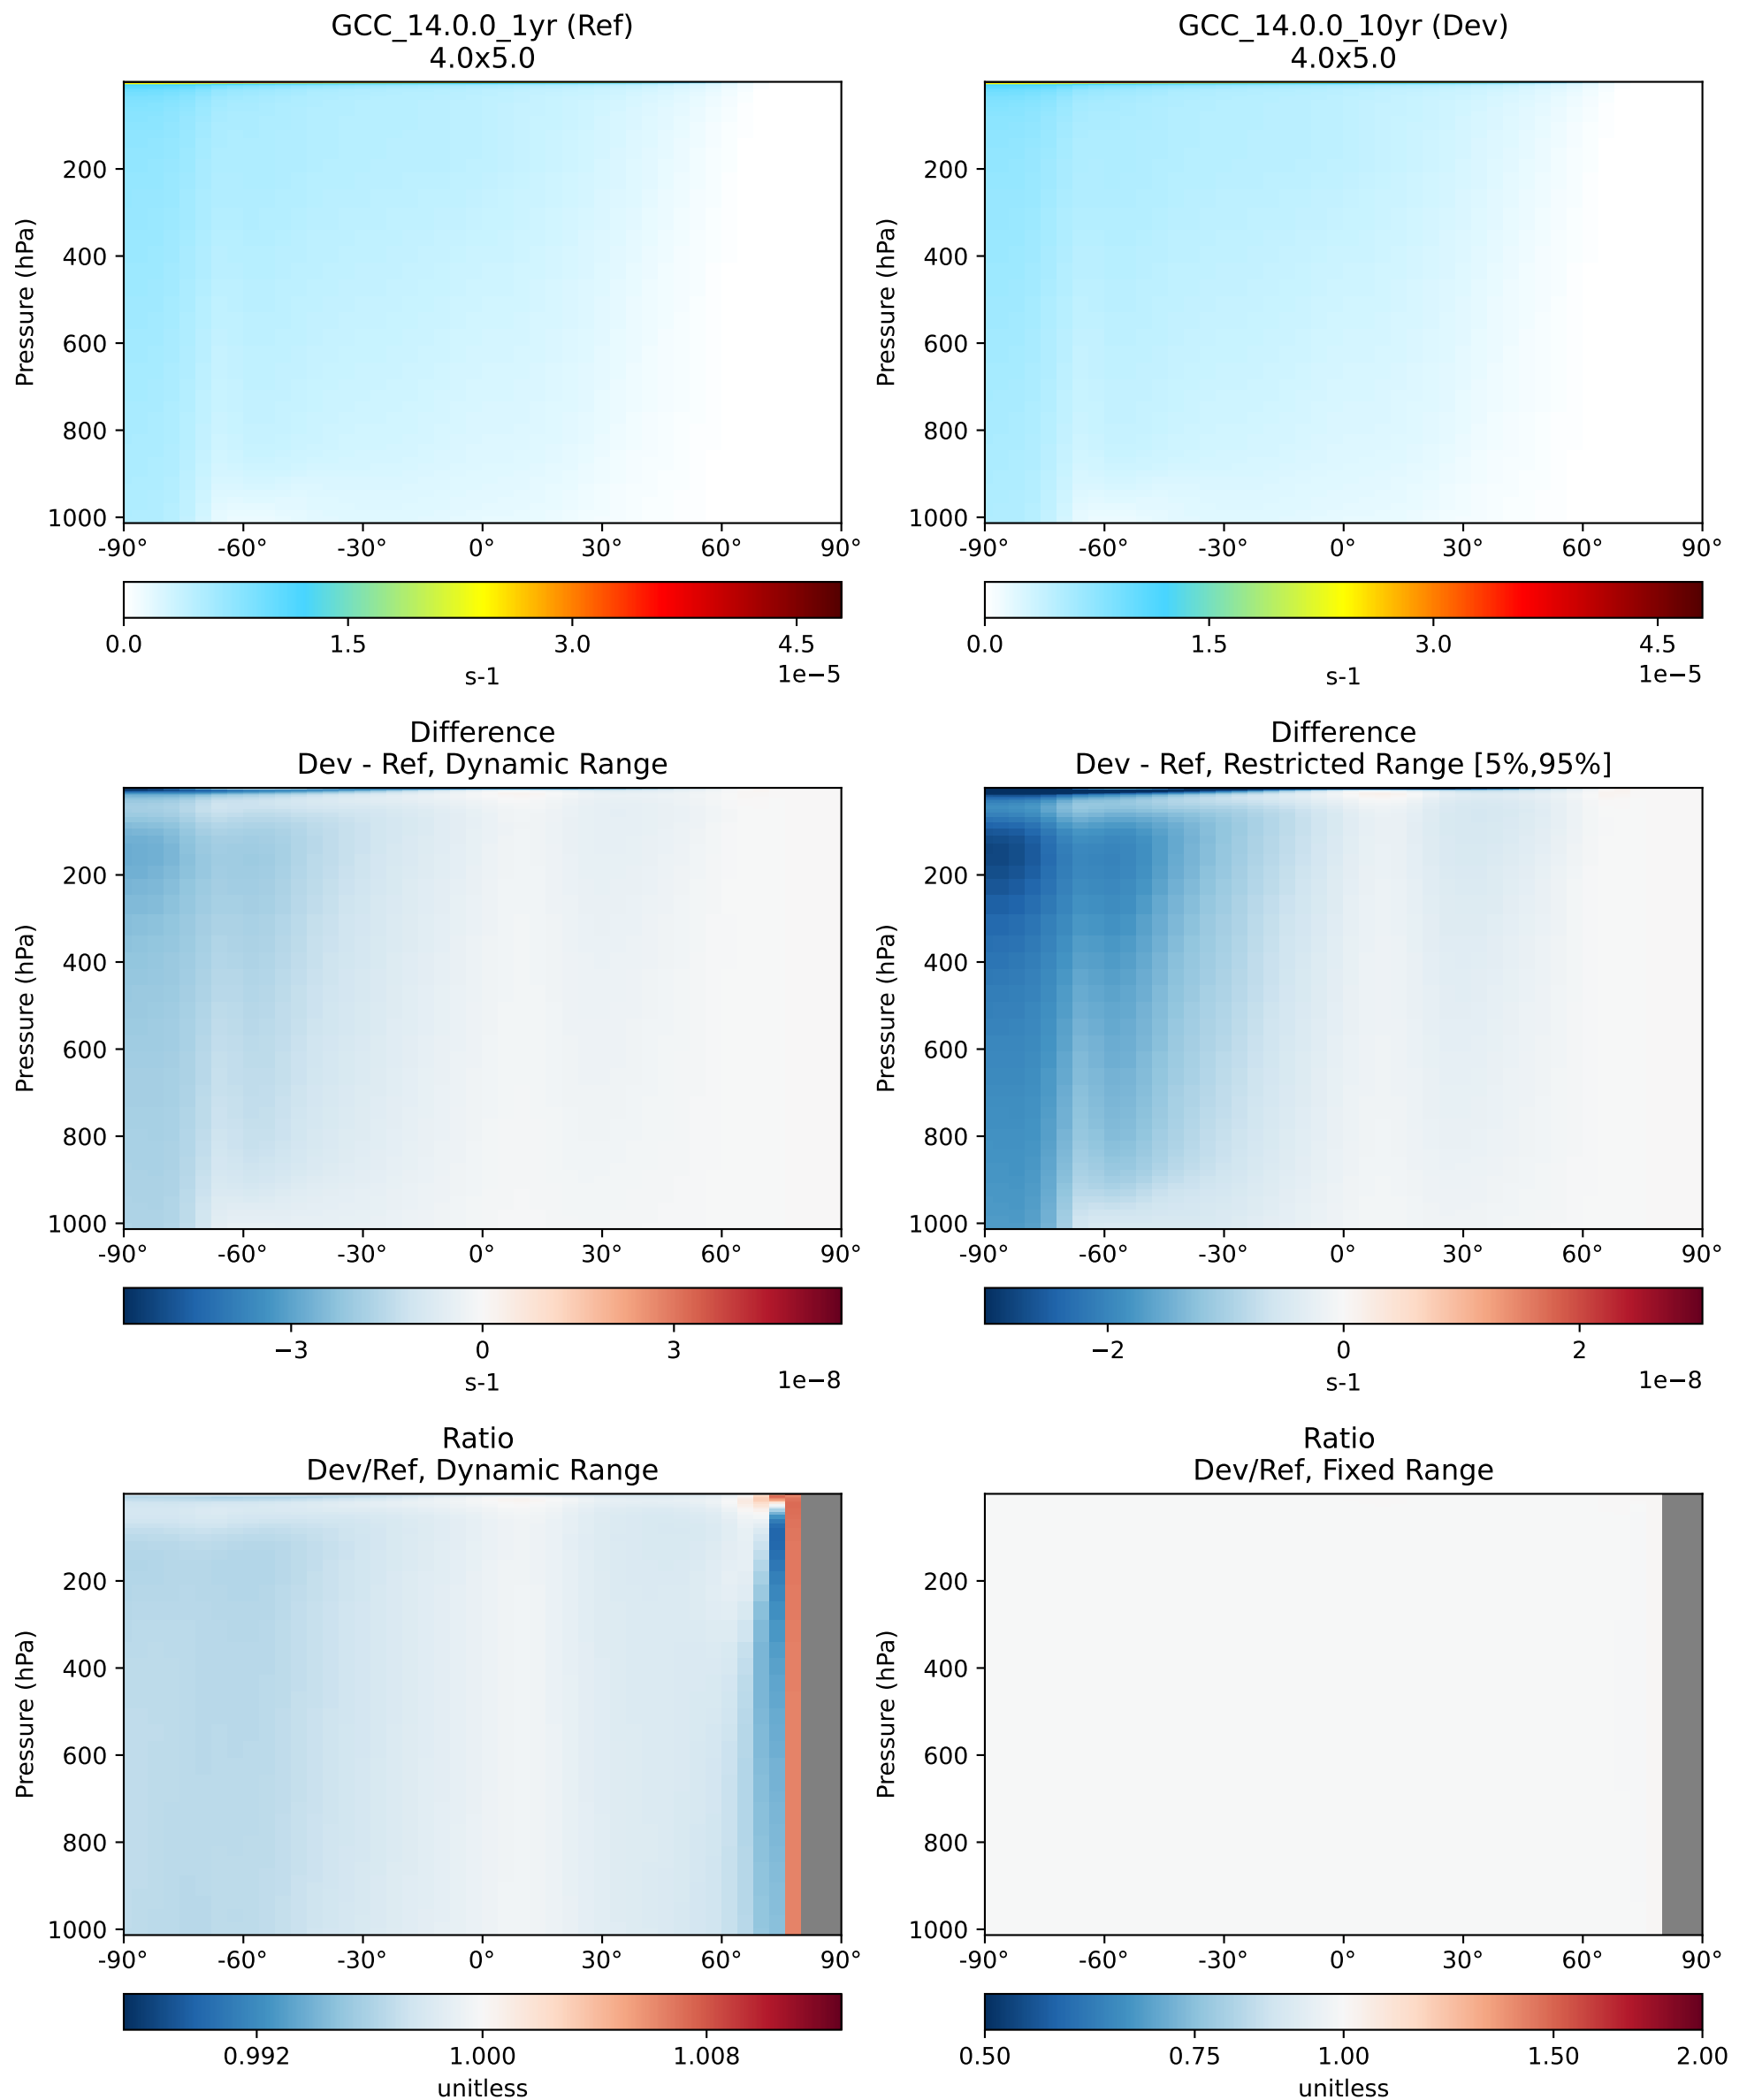 GCC_14.0.0_1yr (Ref)
4.0x5.0
Pressure (hPa)
200
400
600
800
1000
-90° -60° -30° 0° 30° 60° 90°
0.0 1.5 3.0 4.5
1e−5
s-1
GCC_14.0.0_10yr (Dev)
4.0x5.0
Pressure (hPa)
200
400
600
800
1000
-90° -60° -30° 0° 30° 60° 90°
0.0 1.5 3.0 4.5
1e−5
s-1
Difference
Dev - Ref, Dynamic Range
Pressure (hPa)
200
400
600
800
1000
-90° -60° -30° 0° 30° 60° 90°
−3 0 3
1e−8
s-1
Difference
Dev - Ref, Restricted Range [5%,95%]
Pressure (hPa)
200
400
600
800
1000
-90° -60° -30° 0° 30° 60° 90°
−2 0 2
1e−8
s-1
Ratio
Dev/Ref, Dynamic Range
Pressure (hPa)
200
400
600
800
1000
-90° -60° -30° 0° 30° 60° 90°
0.992 1.000 1.008
unitless
Ratio
Dev/Ref, Fixed Range
Pressure (hPa)
200
400
600
800
1000
-90° -60° -30° 0° 30° 60° 90°
0.50 0.75 1.00 1.50 2.00
unitless